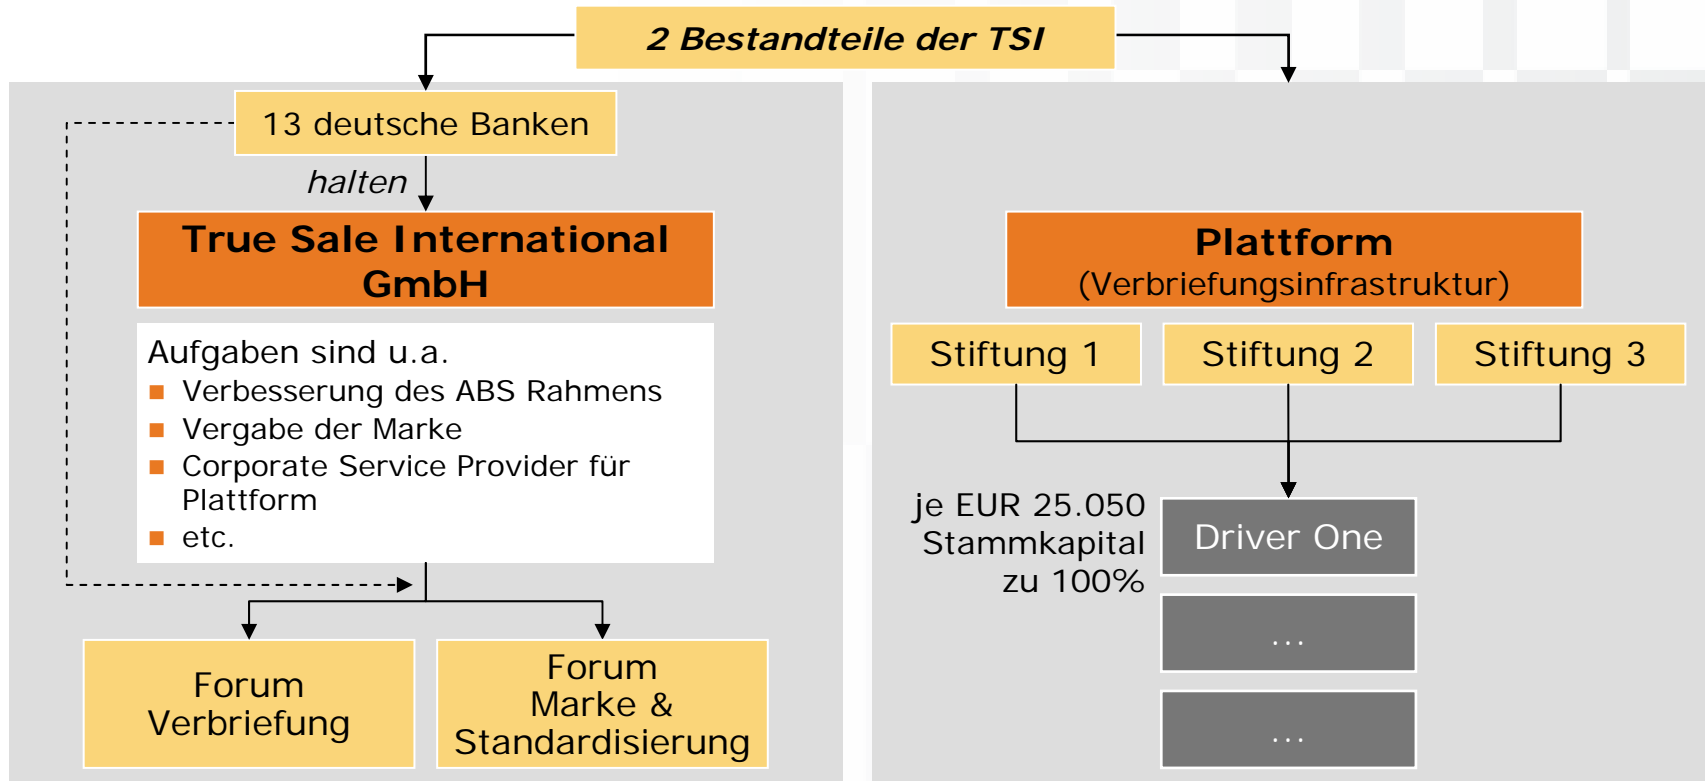 2 Bestandteile der TSI
13 deutsche Banken
halten
True Sale International
GmbH
Aufgaben sind u.a.
Verbesserung des ABS Rahmens
Vergabe der Marke
Corporate Service Provider für
Plattform
etc.
Forum
Verbriefung
Forum
Marke &
Standardisierung
Plattform
(Verbriefungsinfrastruktur)
Stiftung 1
Stiftung 2
Stiftung 3
je EUR 25.050
Stammkapital
zu 100%
Driver One
...
...